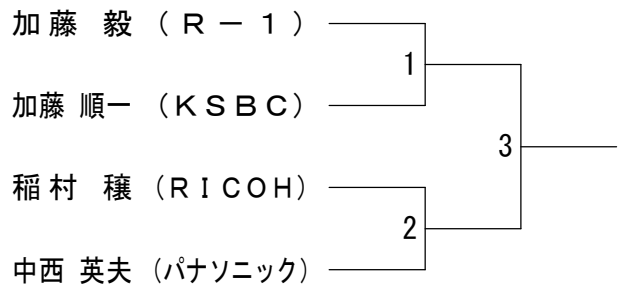 加藤 毅 （Ｒ－１）
1
加藤 順一 （ＫＳＢＣ）
3
稲村 穣 （ＲＩＣＯＨ）
2
中西 英夫 （パナソニック）